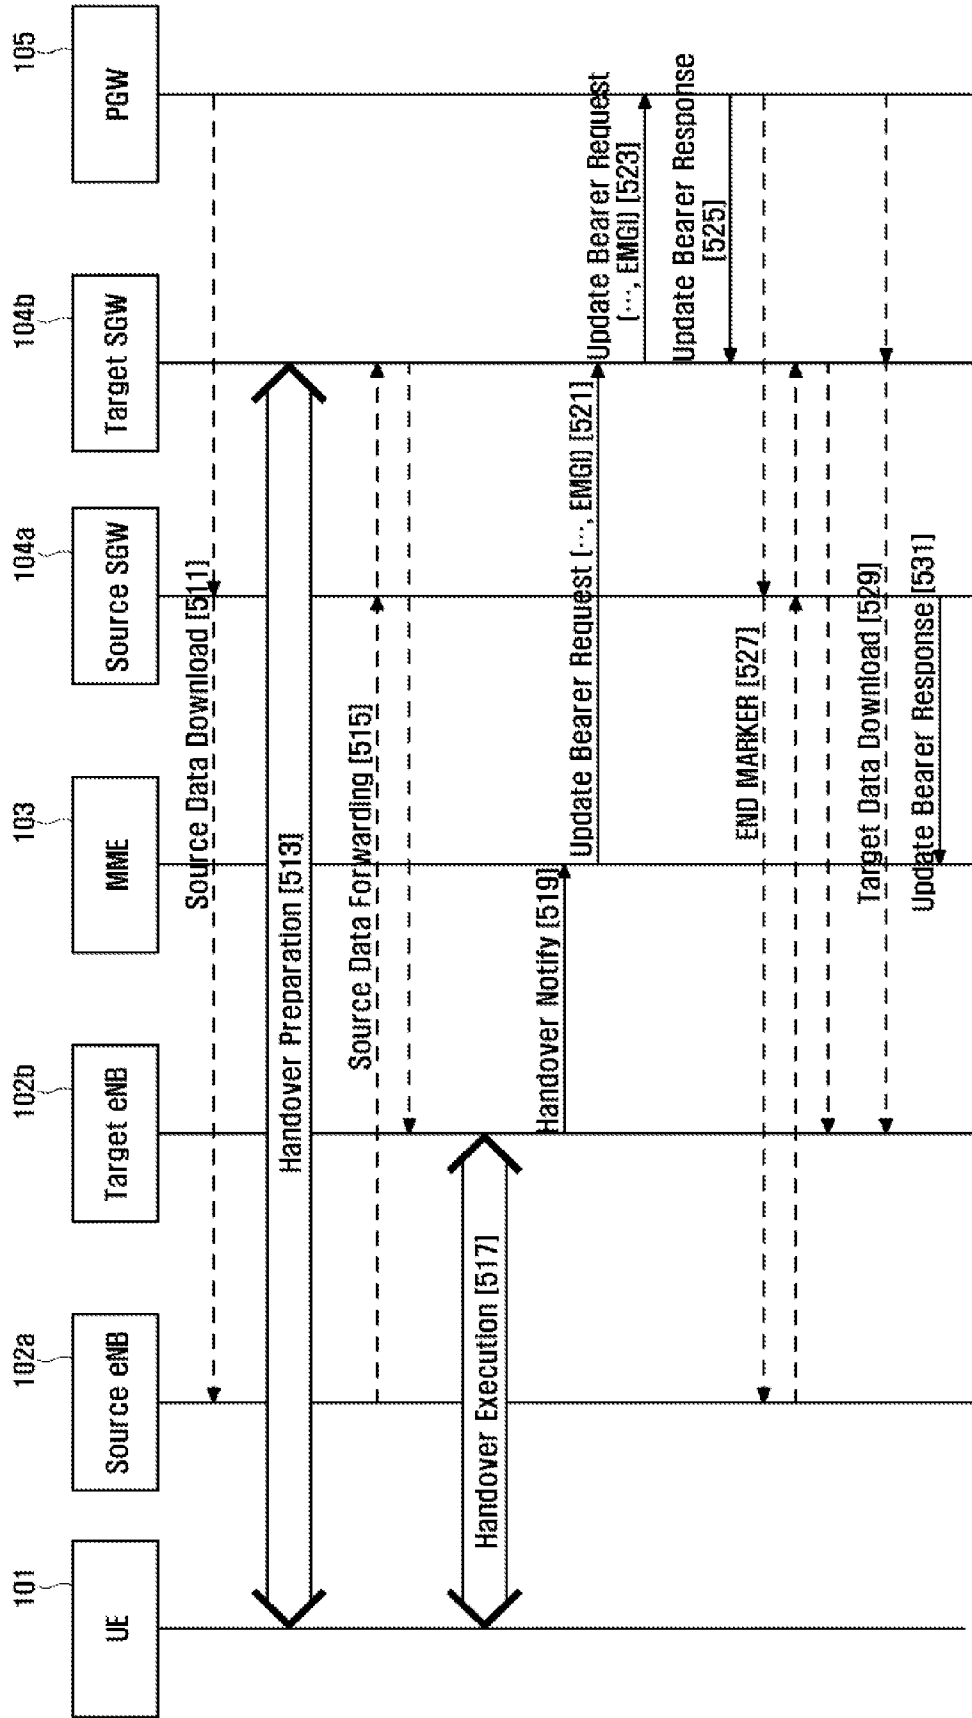 101
102a
102b
103
104a
104b
105
UE
Source eNB
Target eNB
MME
Source SGW
Target SGW
PGW
Source Data Download [511]
Handover Preparation [513]
Source Data Forwarding [515]
Handover Execution [517]
Handover Notify [519]
Update Bearer Request (···, EMGI) [521]
Update Bearer Request
(···, EMGI) [523]
Update Bearer Response
[525]
END MARKER [527]
Target Data Download [529]
Update Bearer Response [531]